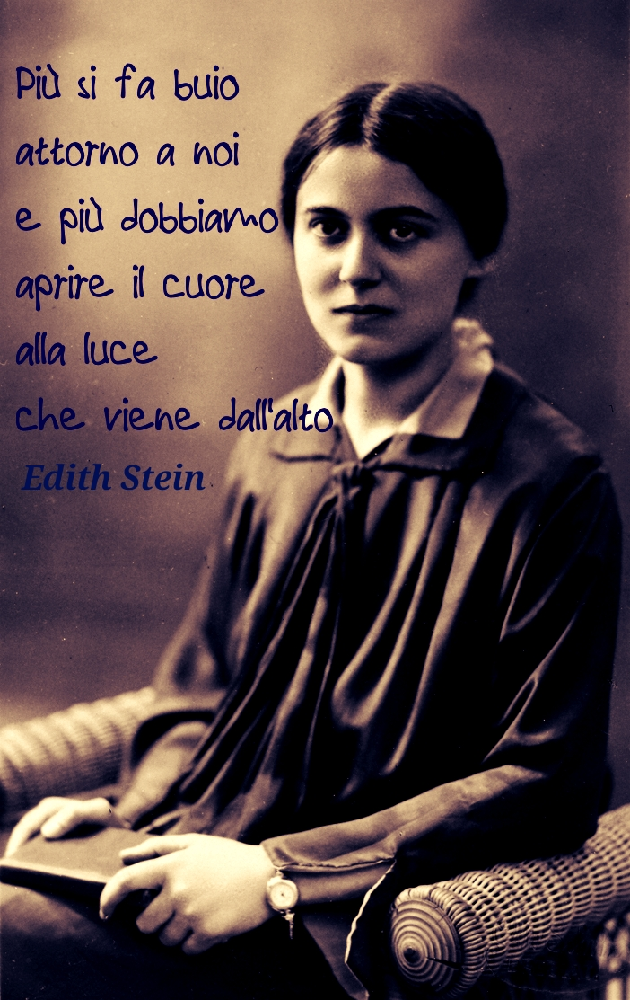 Più si fa buio
attorno a noi
e più dobbiamo
aprire il cuore
alla luce
che viene dall'alto
Edith Stein